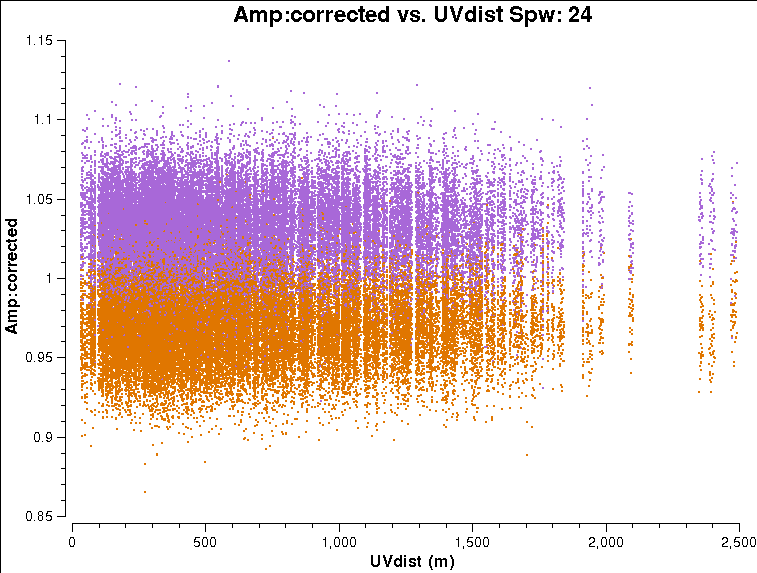 Amp:corrected vs. UVdist Spw: 24
1.15
1.1
1.05
1
0.95
0.9
0.85
Amp:corrected
0 500 1,000 1,500 2,000 2,500
UVdist (m)